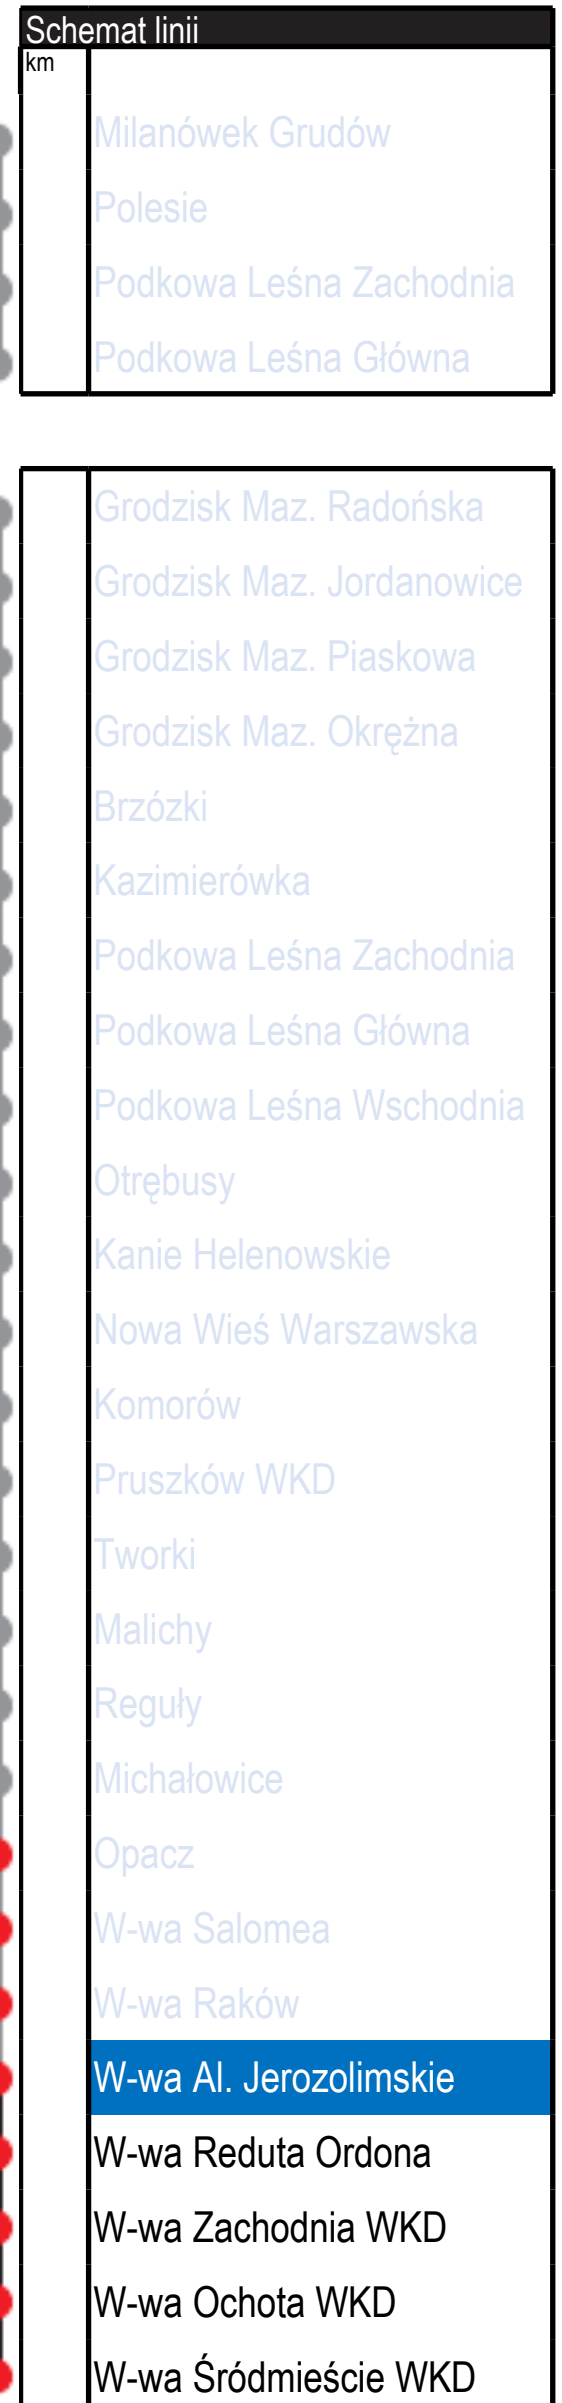 Schemat linii
km
Milanówek Grudów
Polesie
Podkowa Leśna Zachodnia
Podkowa Leśna Główna
Grodzisk Maz. Radońska
Grodzisk Maz. Jordanowice
Grodzisk Maz. Piaskowa
Grodzisk Maz. Okrężna
Brzózki
Kazimierówka
Podkowa Leśna Zachodnia
Podkowa Leśna Główna
Podkowa Leśna Wschodnia
Otrębusy
Kanie Helenowskie
Nowa Wieś Warszawska
Komorów
Pruszków WKD
Tworki
Malichy
Reguły
Michałowice
Opacz
W-wa Salomea
W-wa Raków
W-wa Al. Jerozolimskie
W-wa Reduta Ordona
W-wa Zachodnia WKD
W-wa Ochota WKD
W-wa Śródmieście WKD